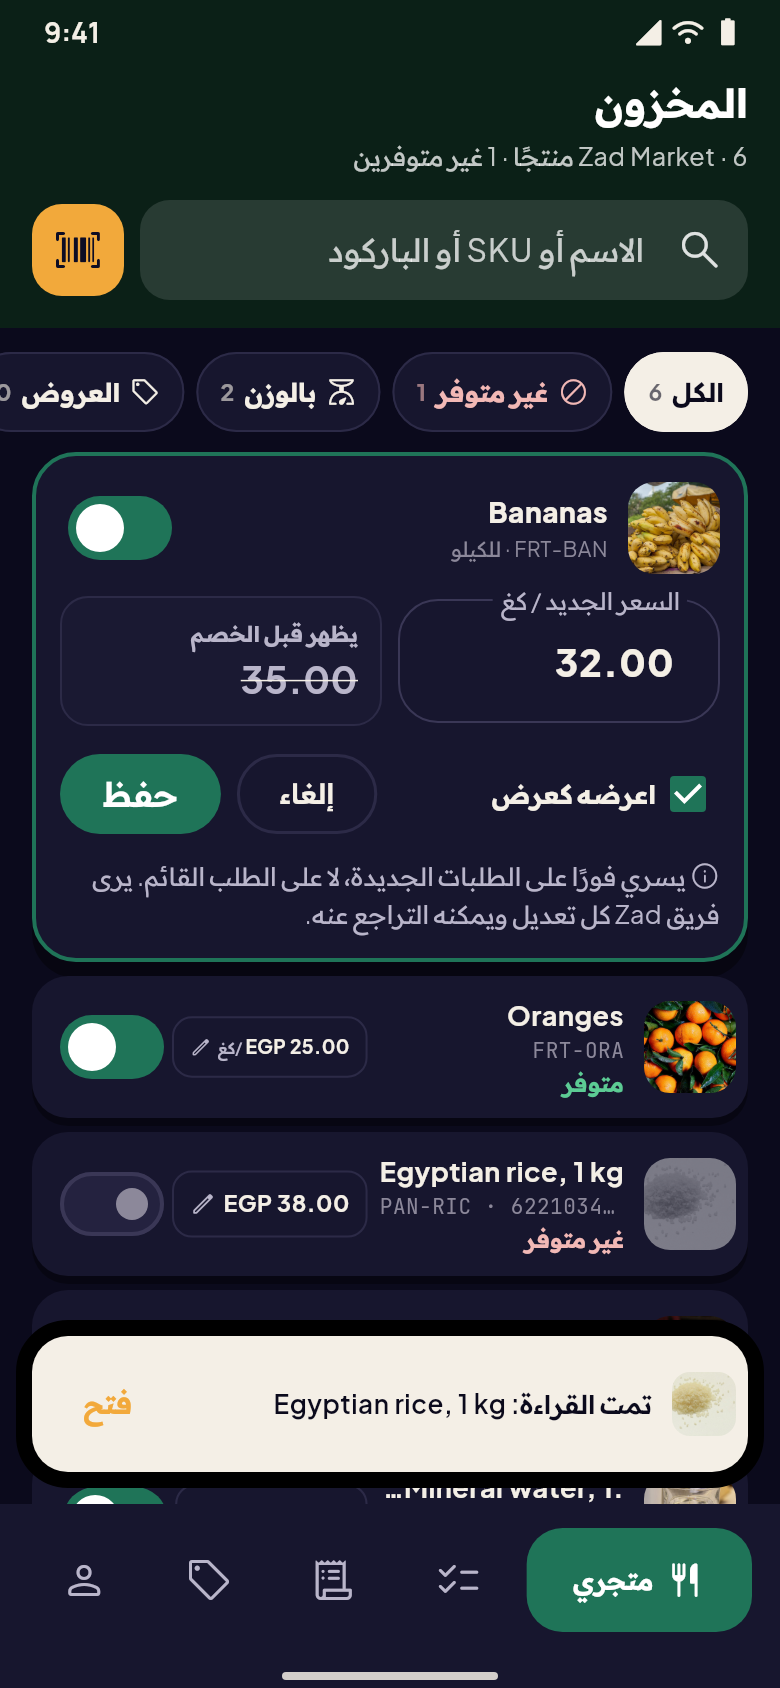 9:41
المخزون
Zad Market · 6 منتجًا · 1 غير متوفرين
الاسم أو SKU أو الباركود
الكل 6
غير متوفر 1
بالوزن 2
العروض 0
Bananas
FRT-BAN · للكيلو
السعر الجديد / كغ
32.00
يظهر قبل الخصم
35.00
اعرضه كعرض
إلغاء
حفظ
يسري فورًا على الطلبات الجديدة، لا على الطلب القائم. يرى
فريق Zad كل تعديل ويمكنه التراجع عنه.
Oranges
FRT-ORA
متوفر
EGP 25.00 /كغ
Egyptian rice, 1 kg
PAN-RIC · 6221034…
غير متوفر
EGP 38.00
تمت القراءة: Egyptian rice, 1 kg
فتح
Mineral water, 1.…
متجري